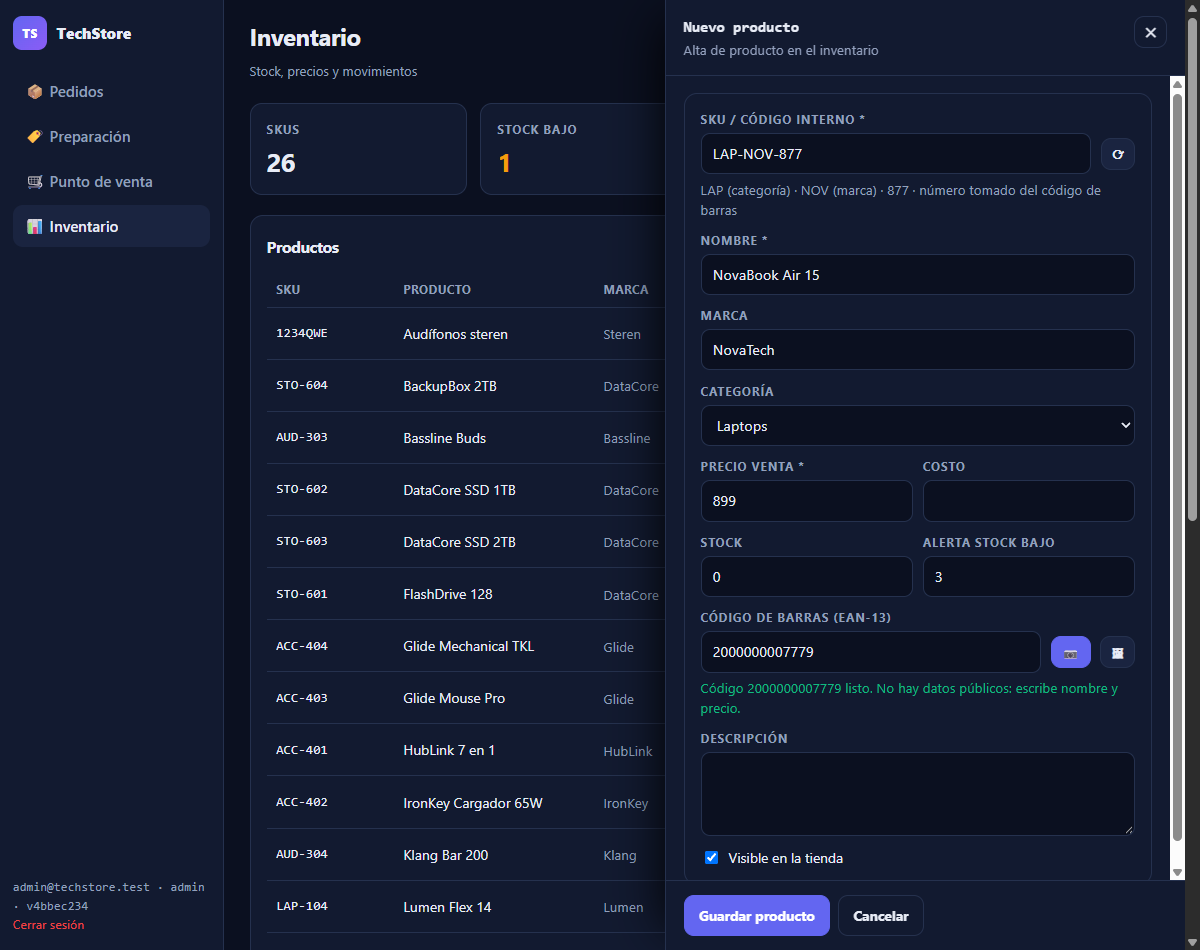 TS TechStore
Pedidos
Preparación
Punto de venta
Inventario
admin@techstore.test · admin
· v4bbec234
Cerrar sesión
Inventario
Stock, precios y movimientos
SKUS
26
STOCK BAJO
1
Productos
SKU PRODUCTO MARCA
1234QWE Audífonos steren Steren
STO-604 BackupBox 2TB DataCore
AUD-303 Bassline Buds Bassline
STO-602 DataCore SSD 1TB DataCore
STO-603 DataCore SSD 2TB DataCore
STO-601 FlashDrive 128 DataCore
ACC-404 Glide Mechanical TKL Glide
ACC-403 Glide Mouse Pro Glide
ACC-401 HubLink 7 en 1 HubLink
ACC-402 IronKey Cargador 65W IronKey
AUD-304 Klang Bar 200 Klang
LAP-104 Lumen Flex 14 Lumen
Nuevo producto
Alta de producto en el inventario
SKU / CÓDIGO INTERNO *
LAP-NOV-877
LAP (categoría) · NOV (marca) · 877 · número tomado del código de
barras
NOMBRE *
NovaBook Air 15
MARCA
NovaTech
CATEGORÍA
Laptops
PRECIO VENTA * COSTO
899
STOCK ALERTA STOCK BAJO
0 3
CÓDIGO DE BARRAS (EAN-13)
2000000007779
Código 2000000007779 listo. No hay datos públicos: escribe nombre y
precio.
DESCRIPCIÓN
Visible en la tienda
Guardar producto Cancelar